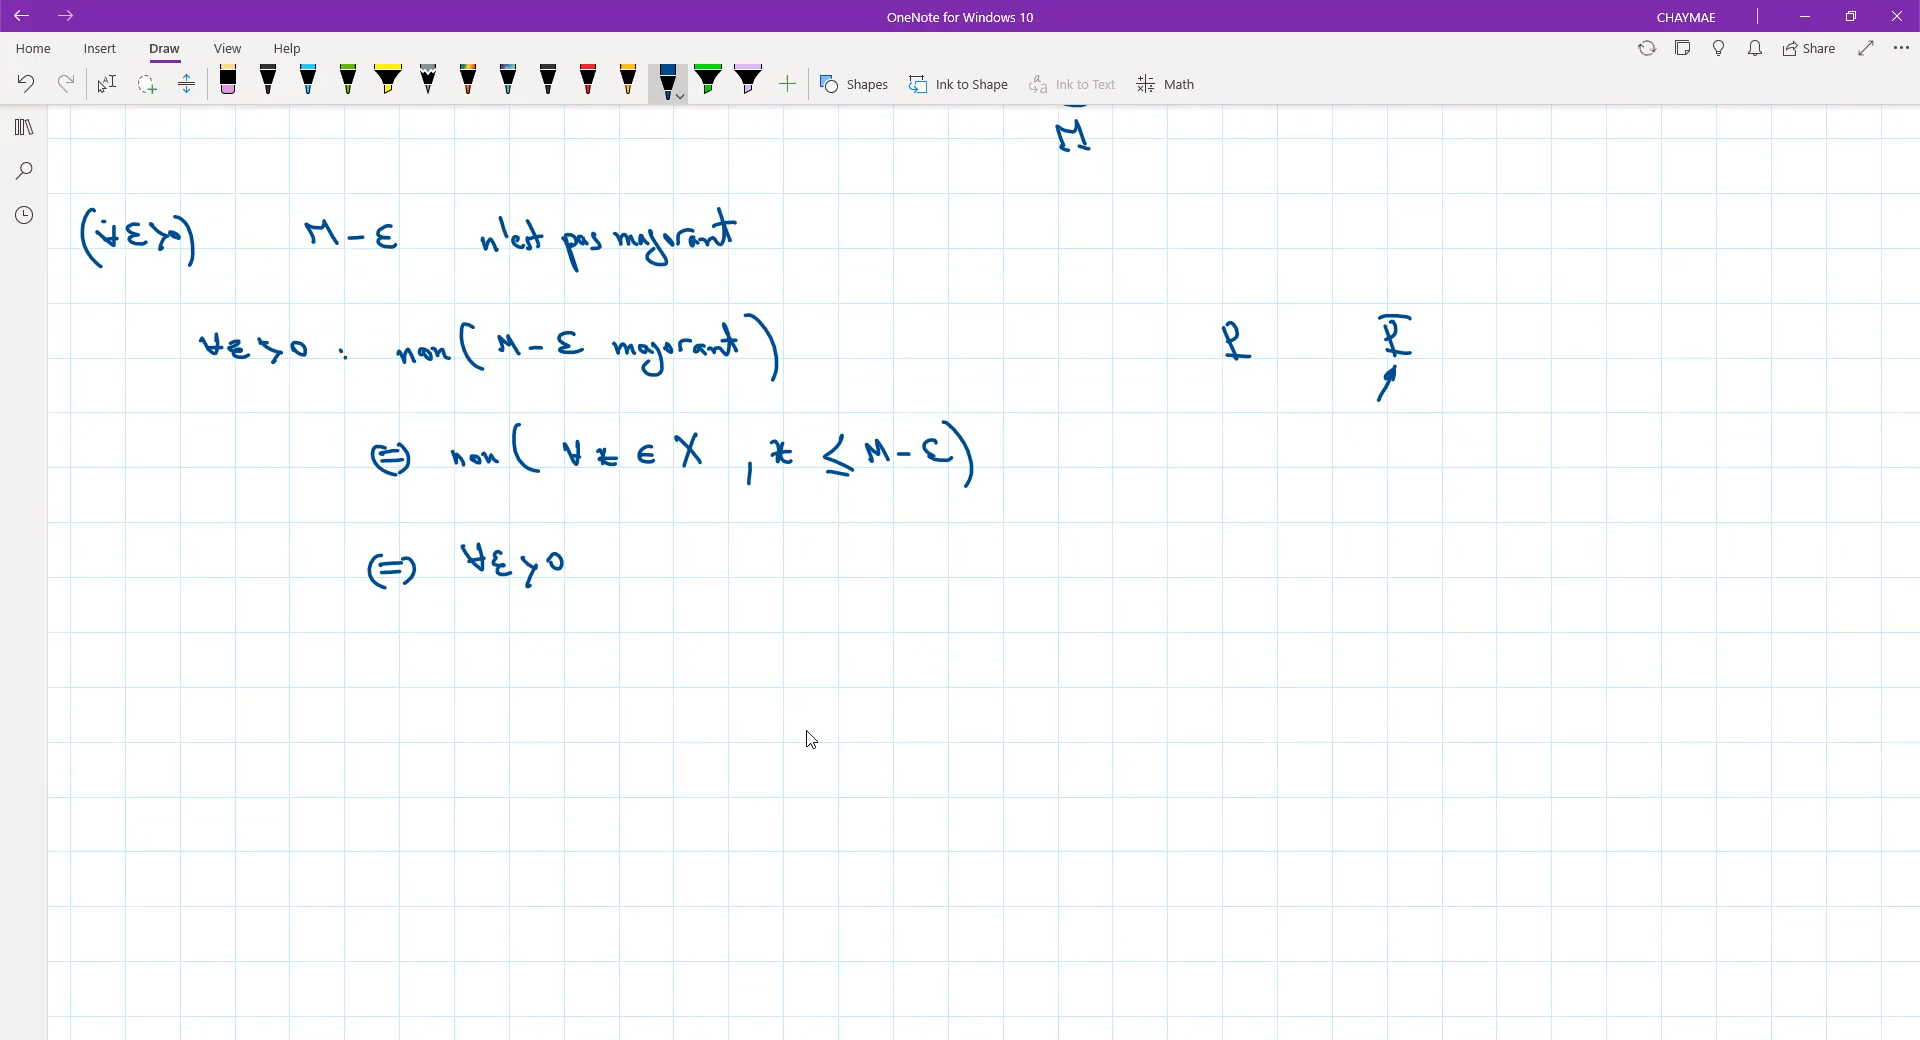 OneNote for Windows 10
CHAYMAE
Home Insert Draw View Help
Share
Shapes Ink to Shape Ink to Text Math
M
(∀ε>0) M-ε n'est pas majorant
∀ε>0 : non(M-ε majorant)
P P̅
⇔ non(∀x∈X, x ≤ M-ε)
⇔ ∀ε>0